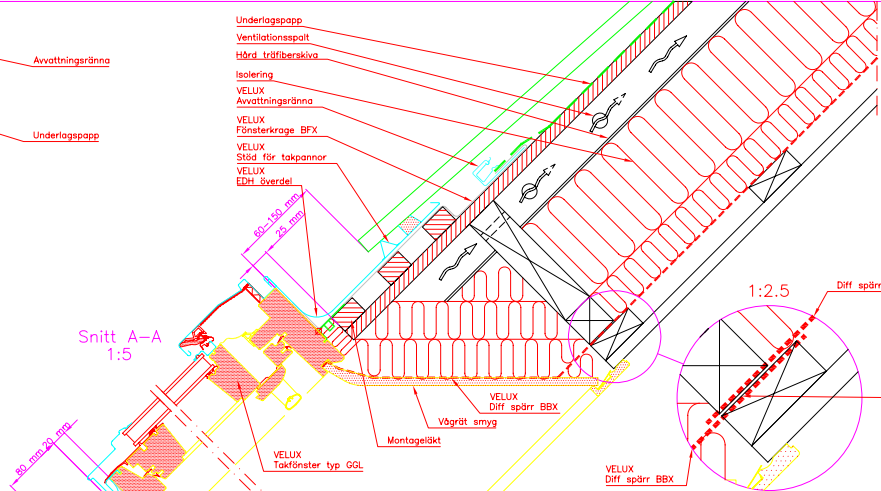 Avvattningsränna
Underlagspapp
Underlagspapp
Ventilationsspalt
Hård träfiberskiva
Isolering
VELUX
Avvattningsränna
VELUX
Fönsterkrage BFX
VELUX
Stöd för takpannor
VELUX
EDH överdel
60-150 mm
25 mm
Snitt A-A
1:5
80 mm
20 mm
VELUX
Takfönster typ GGL
Montageläkt
Vågrät smyg
VELUX
Diff spärr BBX
1:2.5
Diff spärr
VELUX
Diff spärr BBX